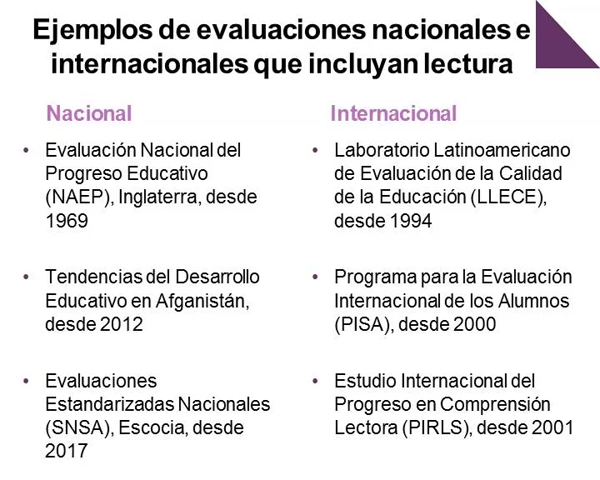 Ejemplos de evaluaciones nacionales e
internacionales que incluyan lectura
Nacional
• Evaluación Nacional del
Progreso Educativo
(NAEP), Inglaterra, desde
1969
• Tendencias del Desarrollo
Educativo en Afganistán,
desde 2012
• Evaluaciones
Estandarizadas Nacionales
(SNSA), Escocia, desde
2017
Internacional
• Laboratorio Latinoamericano
de Evaluación de la Calidad
de la Educación (LLECE),
desde 1994
• Programa para la Evaluación
Internacional de los Alumnos
(PISA), desde 2000
• Estudio Internacional del
Progreso en Comprensión
Lectora (PIRLS), desde 2001